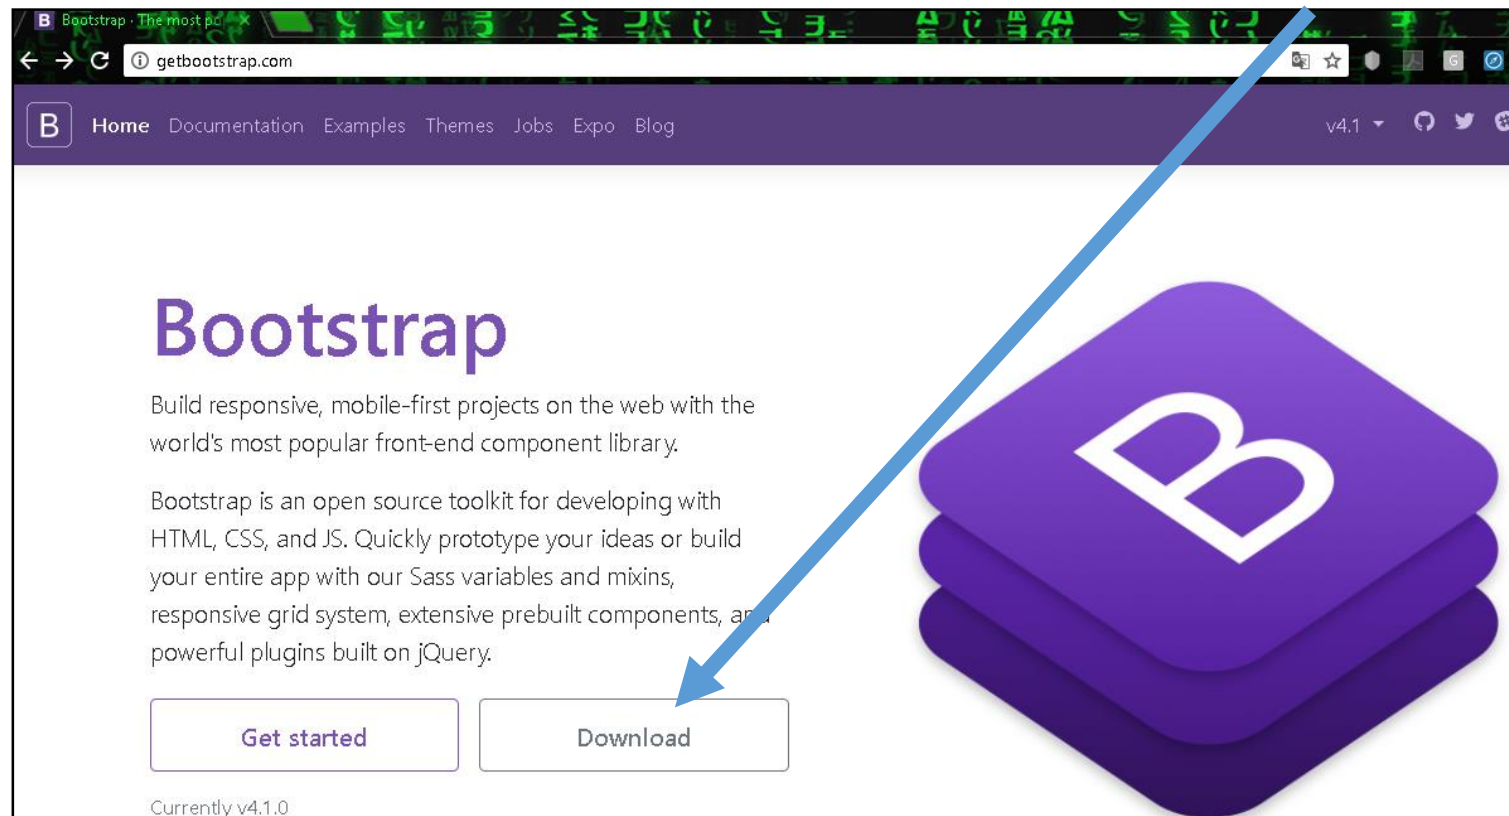 B Bootstrap · The most po
getbootstrap.com
B Home Documentation Examples Themes Jobs Expo Blog v4.1
Bootstrap
Build responsive, mobile-first projects on the web with the
world's most popular front-end component library.
Bootstrap is an open source toolkit for developing with
HTML, CSS, and JS. Quickly prototype your ideas or build
your entire app with our Sass variables and mixins,
responsive grid system, extensive prebuilt components, and
powerful plugins built on jQuery.
B
Get started Download
Currently v4.1.0